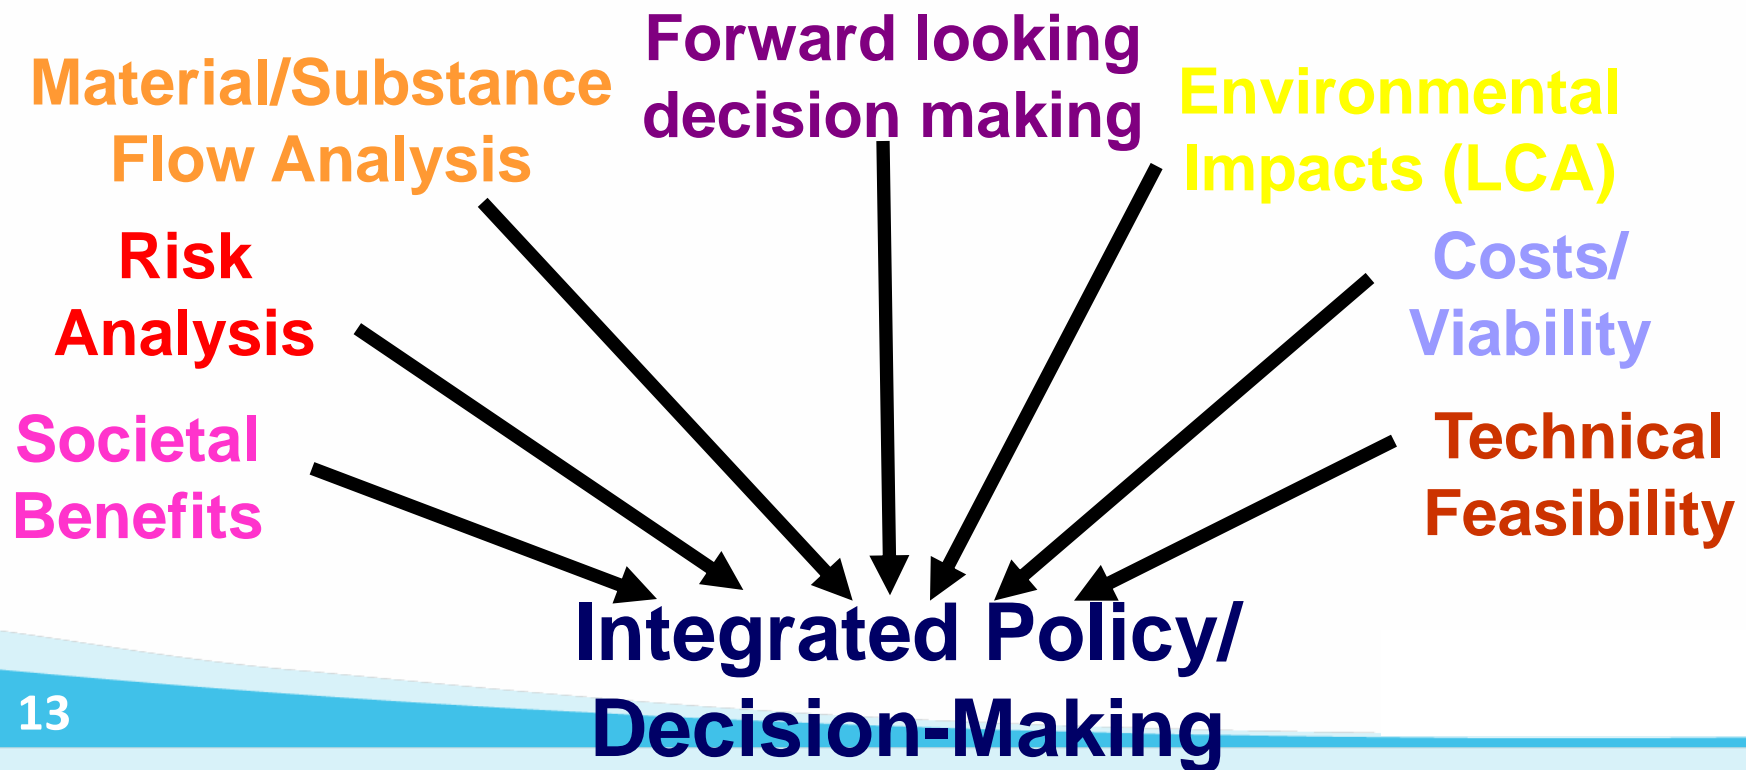 Forward looking
decision making
Material/Substance
Flow Analysis
Environmental
Impacts (LCA)
Risk
Analysis
Costs/
Viability
Societal
Benefits
Technical
Feasibility
Integrated Policy/
Decision-Making
13